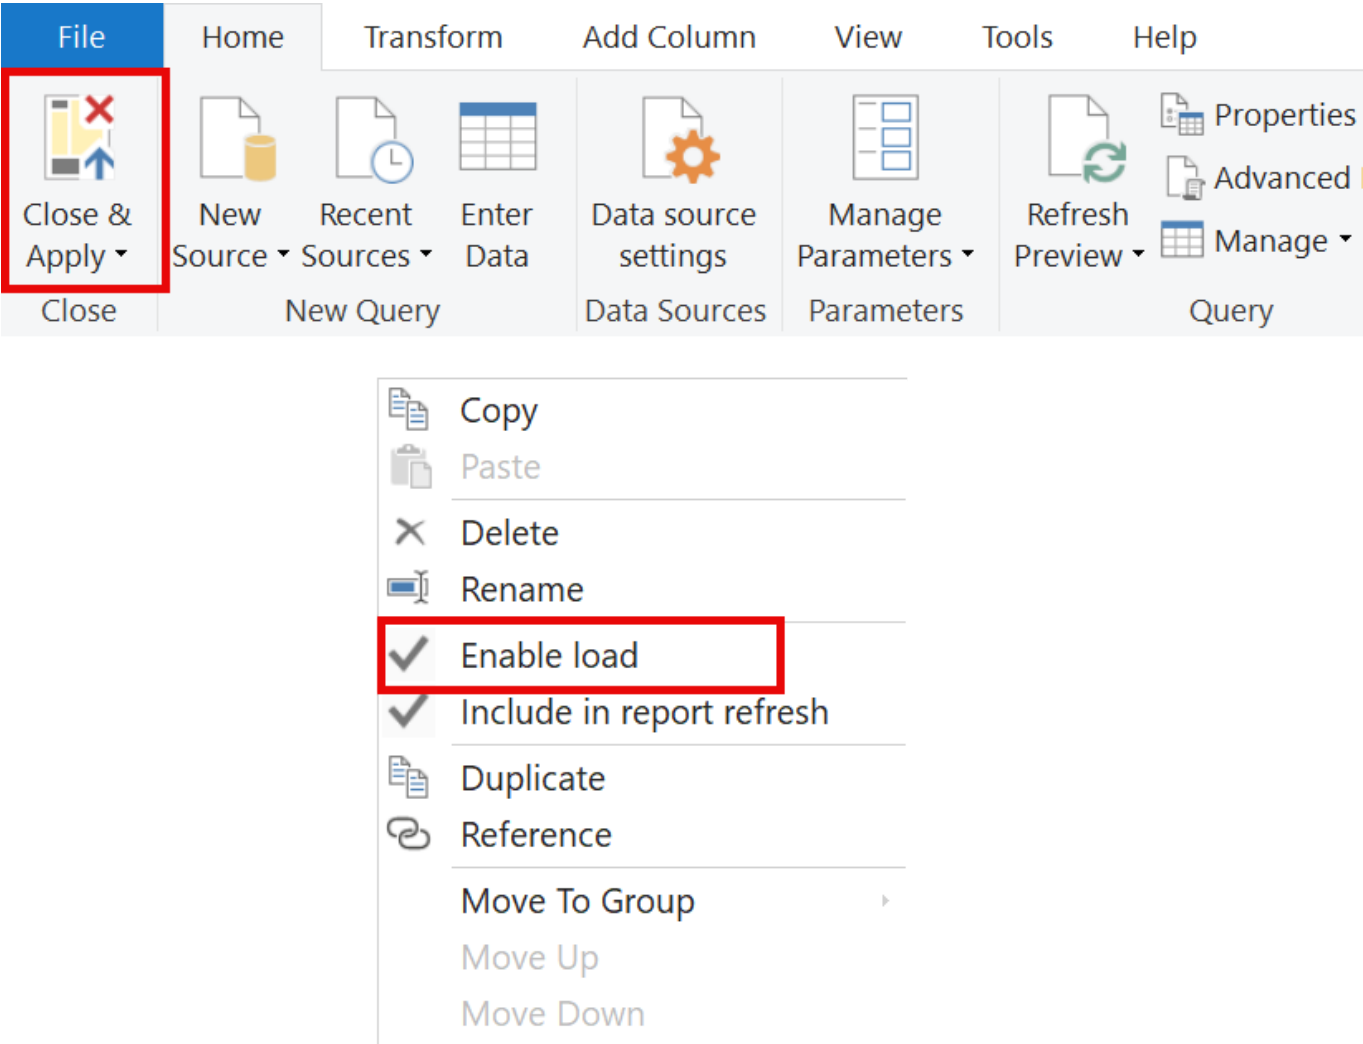 File Home Transform Add Column View Tools Help
Close & Apply
New Source
Recent Sources
Enter Data
Data source settings
Manage Parameters
Refresh Preview
Properties
Advanced
Manage
Close New Query Data Sources Parameters Query
Copy
Paste
Delete
Rename
Enable load
Include in report refresh
Duplicate
Reference
Move To Group
Move Up
Move Down